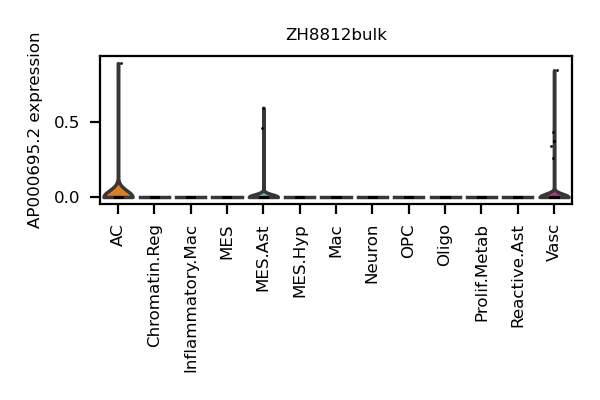 ZH8812bulk
AP000695.2 expression
0.5
0.0
AC
Chromatin.Reg
Inflammatory.Mac
MES
MES.Ast
MES.Hyp
Mac
Neuron
OPC
Oligo
Prolif.Metab
Reactive.Ast
Vasc